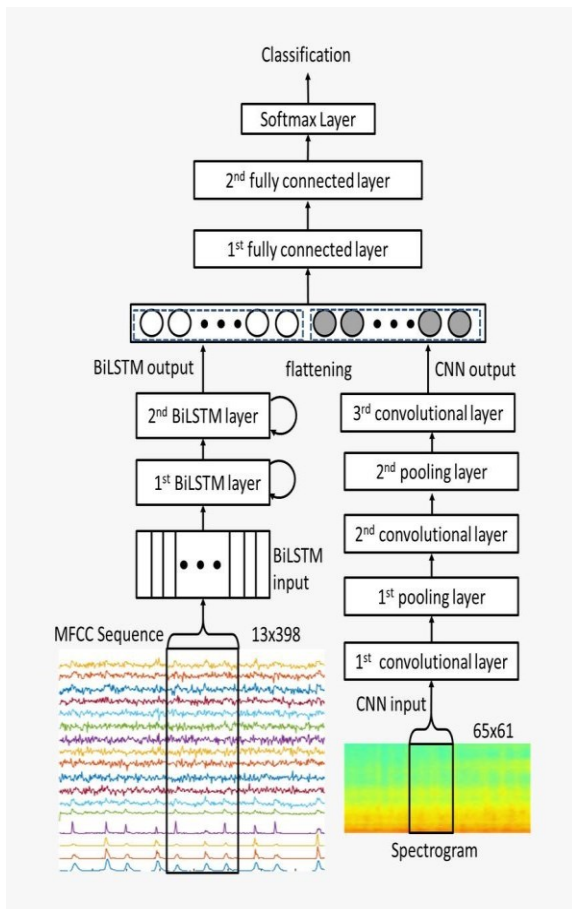 Classification
Softmax Layer
2nd fully connected layer
1st fully connected layer
BiLSTM output
flattening
CNN output
2nd BiLSTM layer
3rd convolutional layer
2nd pooling layer
1st BiLSTM layer
2nd convolutional layer
BiLSTM
input
1st pooling layer
MFCC Sequence
13x398
1st convolutional layer
CNN input
65x61
Spectrogram